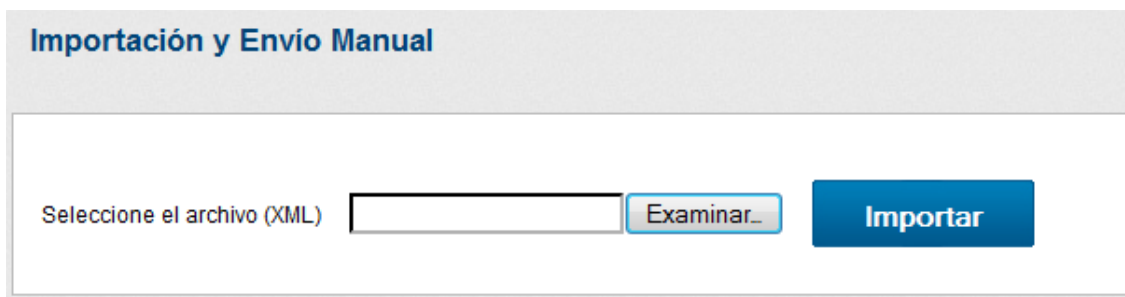 Importación y Envío Manual
Seleccione el archivo (XML) Examinar... Importar